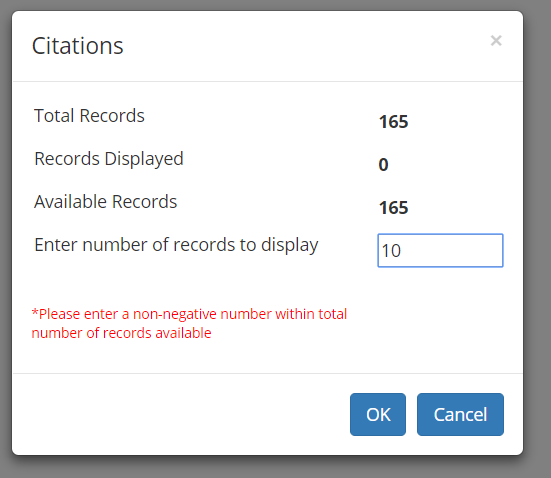 Citations ×
Total Records 165
Records Displayed 0
Available Records 165
Enter number of records to display 10
*Please enter a non-negative number within total
number of records available
OK Cancel